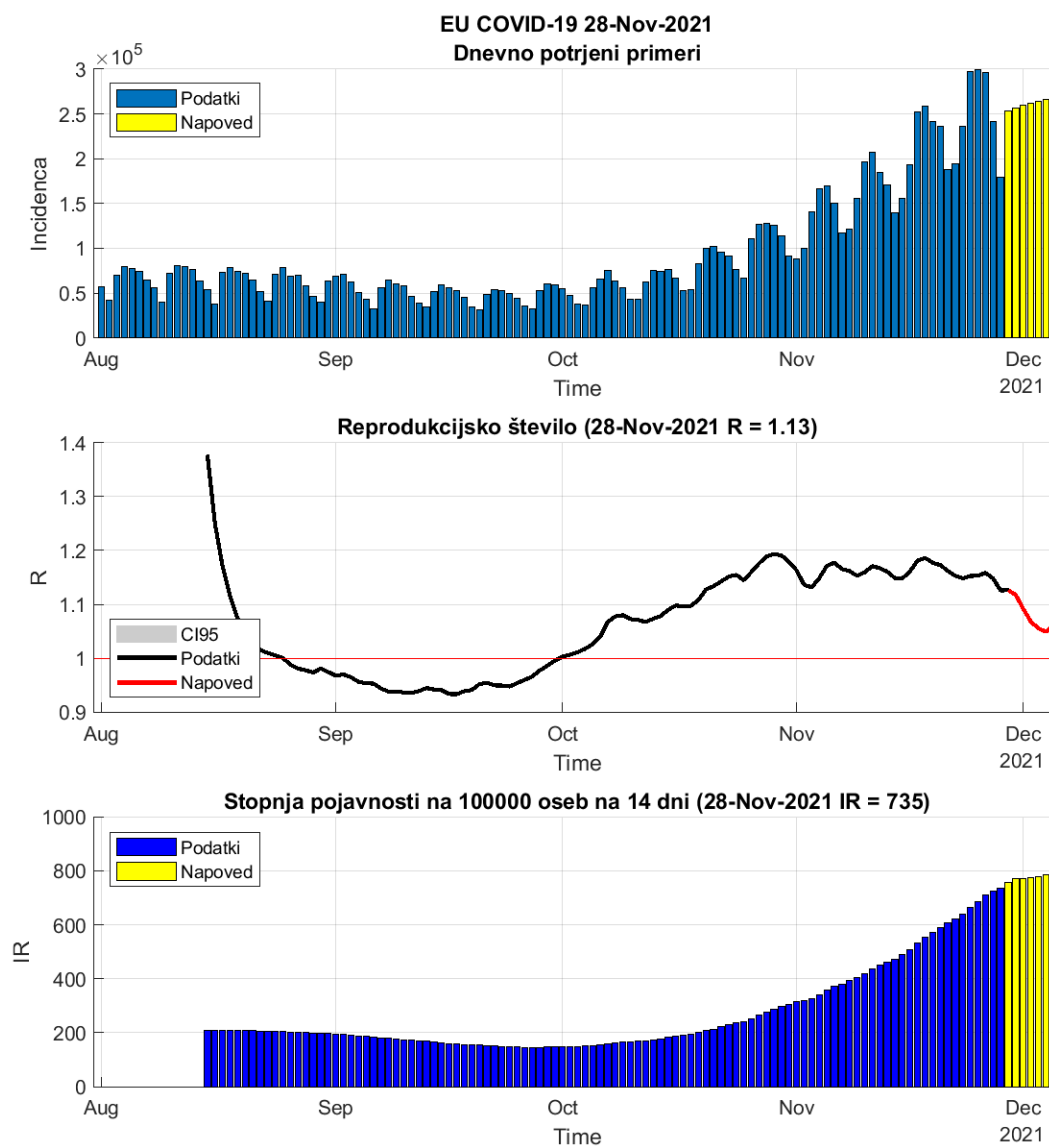 EU COVID-19 28-Nov-2021
Dnevno potrjeni primeri
×10^5
3
2.5
2
1.5
1
0.5
0
Incidenca
Podatki
Napoved
Aug
Sep
Oct
Nov
Dec
2021
Time
Reprodukcijsko število (28-Nov-2021 R = 1.13)
1.4
1.3
1.2
1.1
1
0.9
R
CI95
Podatki
Napoved
Aug
Sep
Oct
Nov
Dec
2021
Time
Stopnja pojavnosti na 100000 oseb na 14 dni (28-Nov-2021 IR = 735)
1000
800
600
400
200
0
IR
Podatki
Napoved
Aug
Sep
Oct
Nov
Dec
2021
Time